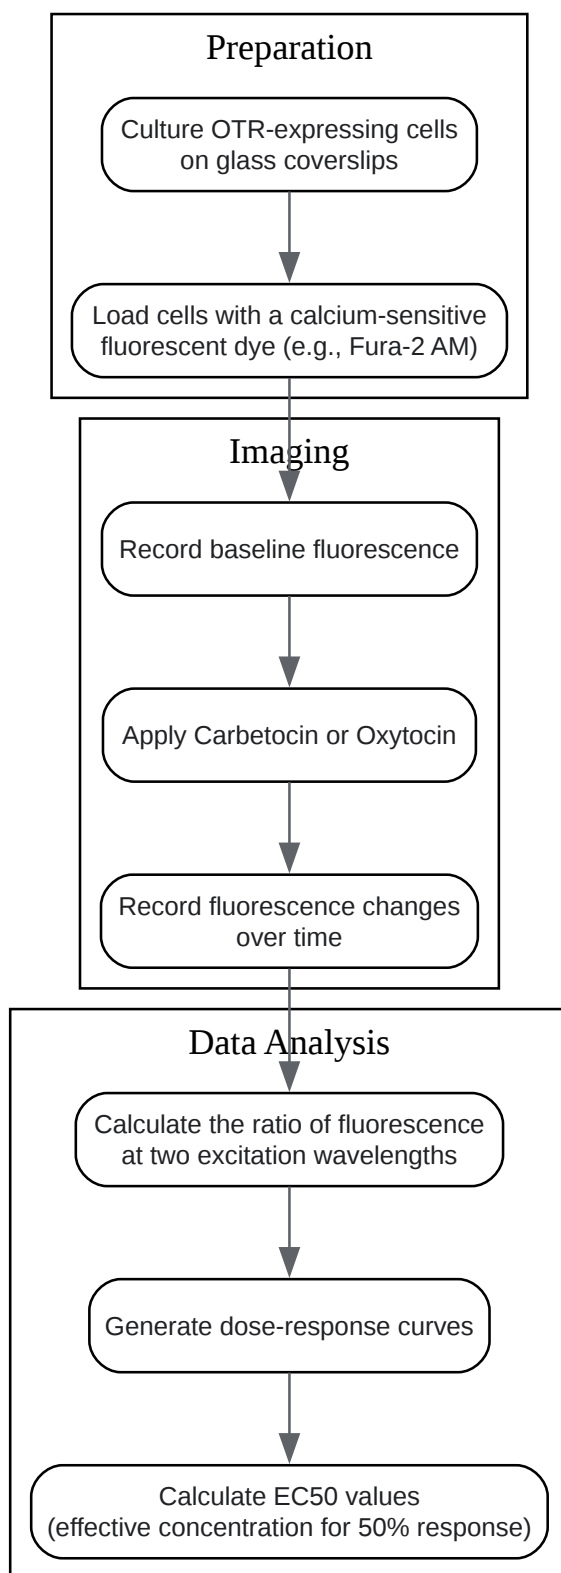 Preparation
Culture OTR-expressing cells
on glass coverslips
Load cells with a calcium-sensitive
fluorescent dye (e.g., Fura-2 AM)
Imaging
Record baseline fluorescence
Apply Carbetocin or Oxytocin
Record fluorescence changes
over time
Data Analysis
Calculate the ratio of fluorescence
at two excitation wavelengths
Generate dose-response curves
Calculate EC50 values
(effective concentration for 50% response)